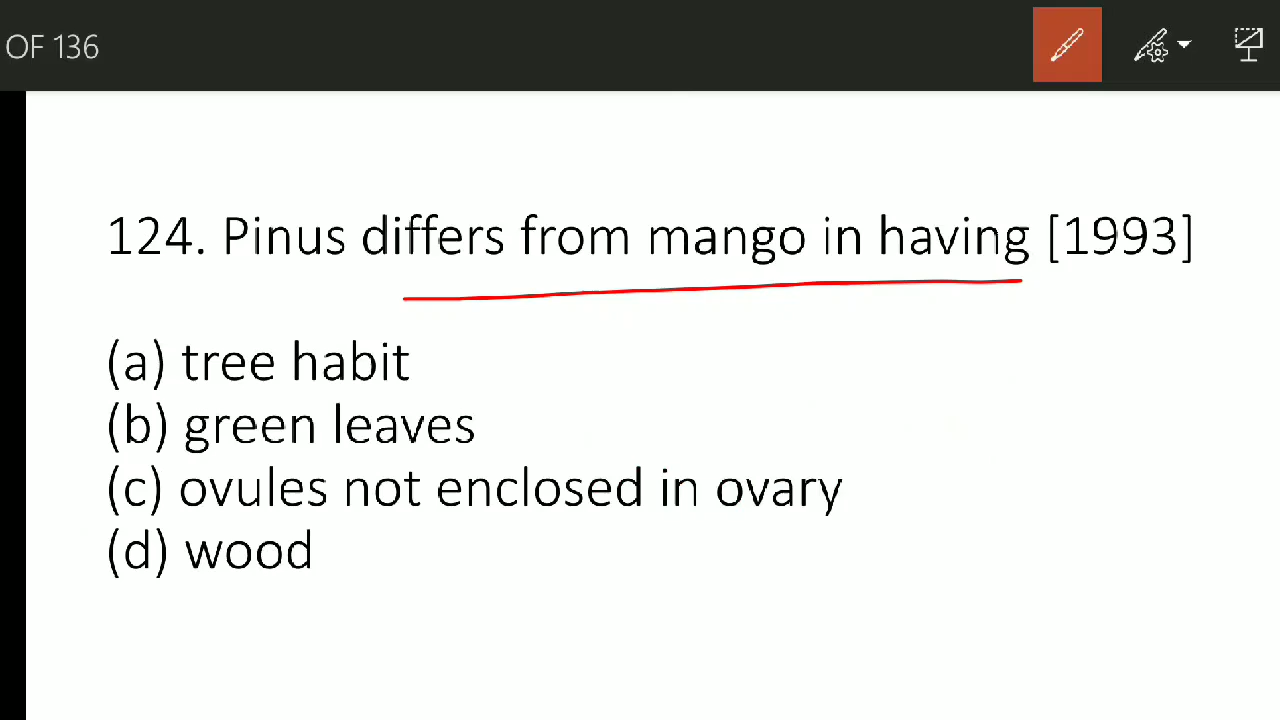 OF 136
124. Pinus differs from mango in having [1993]
(a) tree habit
(b) green leaves
(c) ovules not enclosed in ovary
(d) wood